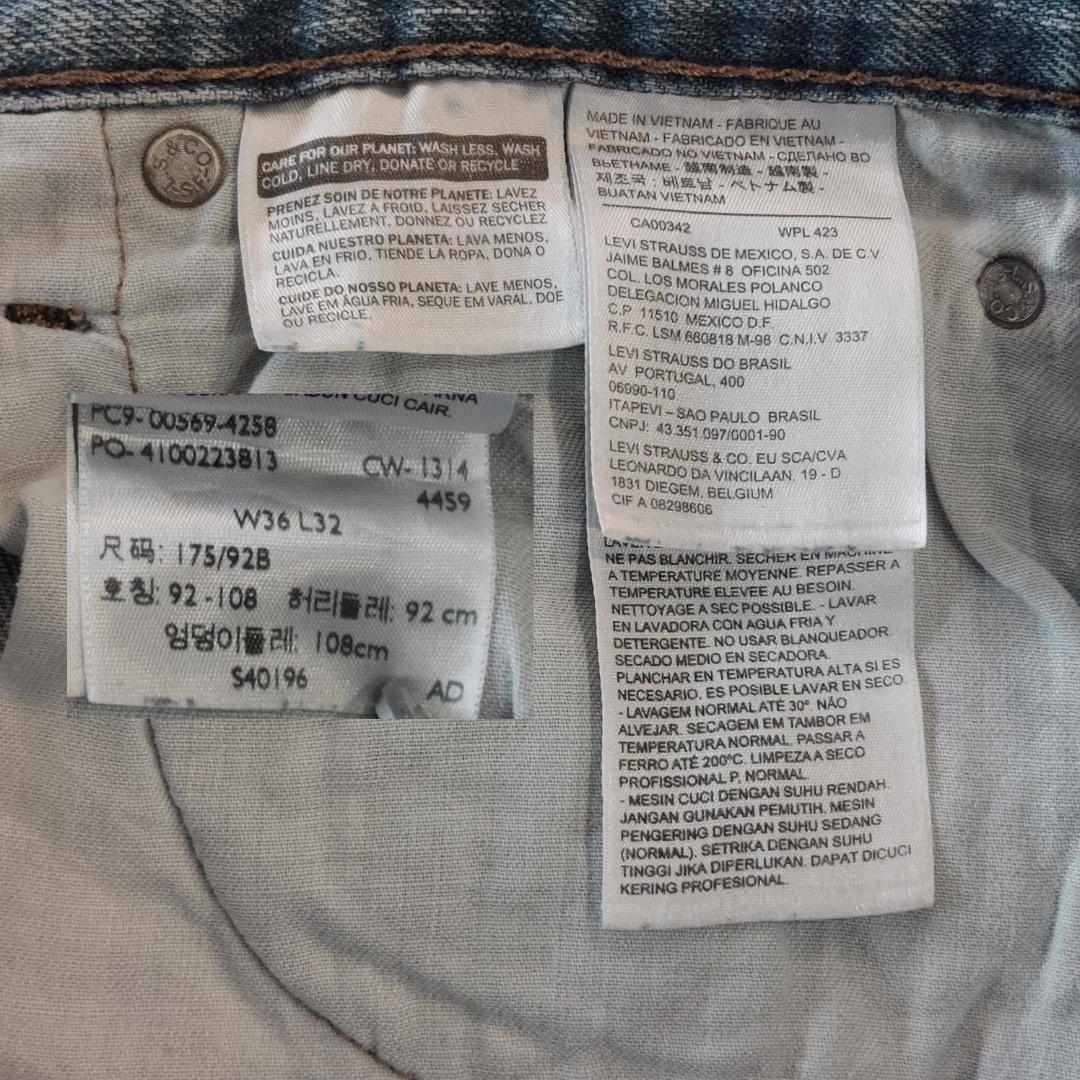 CARE FOR OUR PLANET: WASH LESS, WASH
COLD, LINE DRY, DONATE OR RECYCLE
PRENEZ SOIN DE NOTRE PLANETE: LAVEZ
MOINS, LAVEZ A FROID, LAISSEZ SECHER
NATURELLEMENT, DONNEZ OU RECYCLEZ
CUIDA NUESTRO PLANETA: LAVA MENOS,
LAVA EN FRIO, TIENDE LA ROPA, DONA O
RECICLA.
CUIDE DO NOSSO PLANETA: LAVE MENOS,
LAVE EM ÁGUA FRIA, SEQUE EM VARAL, DOE
OU RECICLE.
MADE IN VIETNAM - FABRIQUE AU
VIETNAM - FABRICADO EN VIETNAM -
FABRICADO NO VIETNAM - СДЕЛАНО ВО
ВЬЕТНАМЕ - 越南制造 - 越南製 -
제조국 : 베트남 - ベトナム製 -
BUATAN VIETNAM
CA00342 WPL 423
LEVI STRAUSS DE MEXICO, S.A. DE C.V.
JAIME BALMES # 8 OFICINA 502
COL. LOS MORALES POLANCO
DELEGACION MIGUEL HIDALGO
C.P 11510 MEXICO D.F.
R.F.C. LSM 660818 M-98 C.N.I.V 3337
LEVI STRAUSS DO BRASIL
AV PORTUGAL, 400
06990-110
ITAPEVI – SAO PAULO BRASIL
CNPJ: 43.351.097/0001-90
LEVI STRAUSS & CO. EU SCA/CVA
LEONARDO DA VINCILAAN. 19 - D
1831 DIEGEM, BELGIUM
CIF A 08298606
NE PAS BLANCHIR. SECHER EN MACHINE
A TEMPERATURE MOYENNE. REPASSER A
TEMPERATURE ELEVEE AU BESOIN.
NETTOYAGE A SEC POSSIBLE. - LAVAR
EN LAVADORA CON AGUA FRIA Y
DETERGENTE. NO USAR BLANQUEADOR.
SECADO MEDIO EN SECADORA.
PLANCHAR EN TEMPERATURA ALTA SI ES
NECESARIO. ES POSIBLE LAVAR EN SECO.
- LAVAGEM NORMAL ATÉ 30°. NÃO
ALVEJAR. SECAGEM EM TAMBOR EM
TEMPERATURA NORMAL. PASSAR A
FERRO ATÉ 200°C. LIMPEZA A SECO
PROFISSIONAL P, NORMAL.
- MESIN CUCI DENGAN SUHU RENDAH.
JANGAN GUNAKAN PEMUTIH. MESIN
PENGERING DENGAN SUHU SEDANG
(NORMAL). SETRIKA DENGAN SUHU
TINGGI JIKA DIPERLUKAN. DAPAT DICUCI
KERING PROFESIONAL.
CUCI CAIR.
PC9- 00569-4258
PO- 4100223813 CW- 1314
4459
W36 L32
尺码: 175/92B
호칭: 92 -108 허리둘레: 92 cm
엉덩이둘레: 108cm
S40196
AD